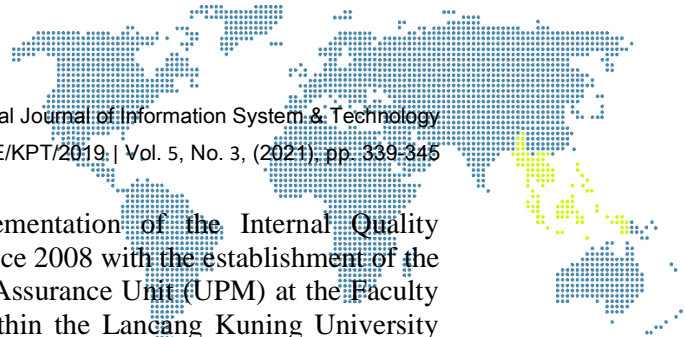 al Journal of Information System & Technology
E/KPT/2019 | Vol. 5, No. 3, (2021), pp. 339-345
ementation of the Internal Quality
ce 2008 with the establishment of the
Assurance Unit (UPM) at the Faculty
thin the Lancang Kuning University